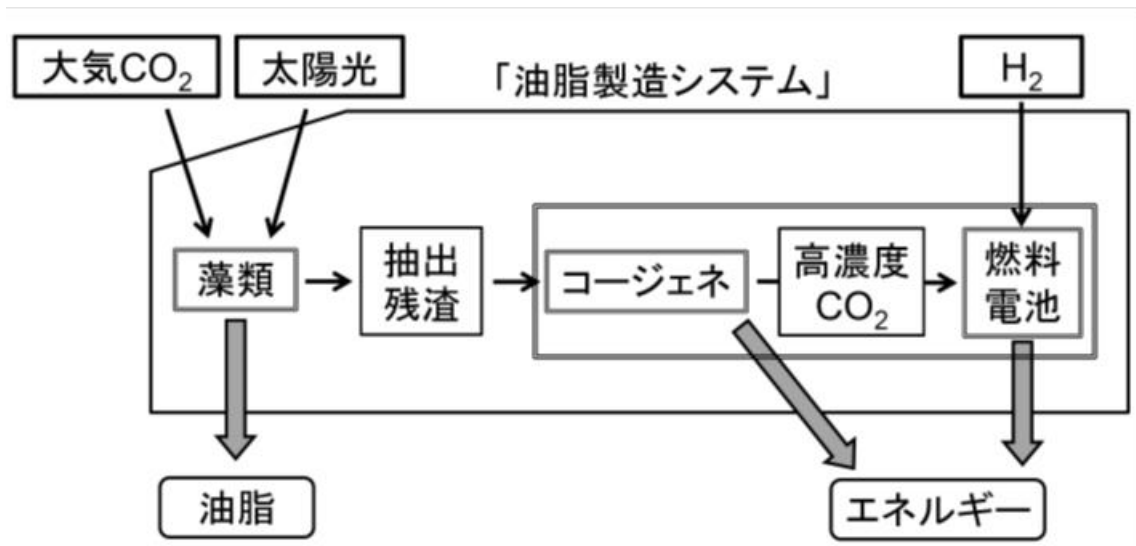 大気CO2
太陽光
「油脂製造システム」
H2
藻類
抽出
残渣
コージェネ
高濃度
CO2
燃料
電池
油脂
エネルギー